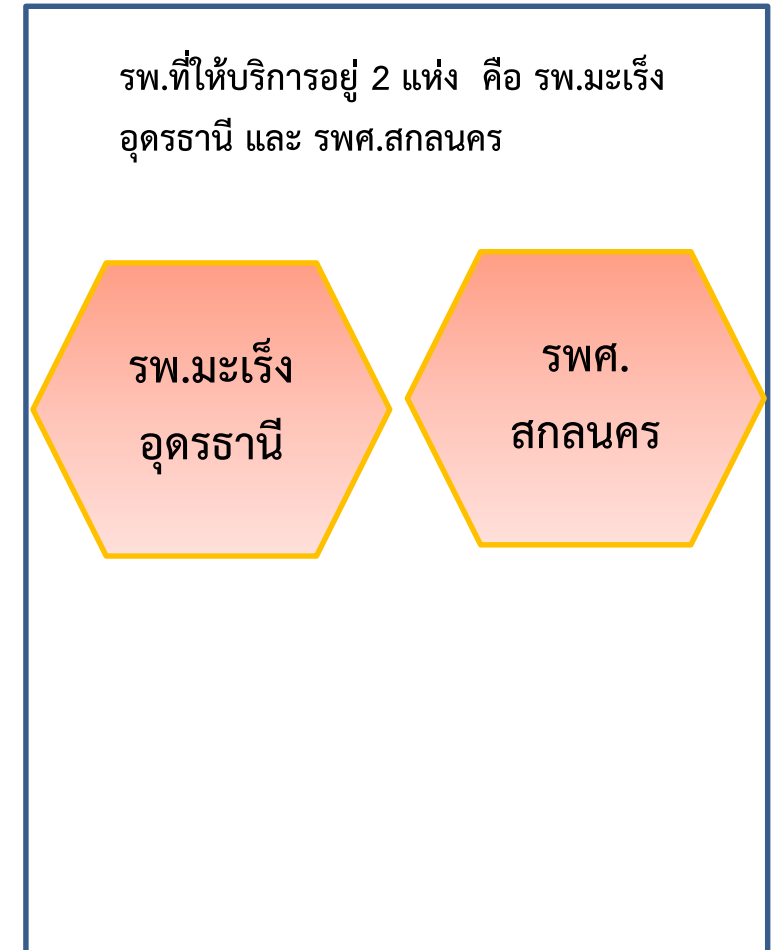 รพ.ที่ให้บริการอยู่ 2 แห่ง  คือ รพ.มะเร็ง
อุดรธานี และ รพศ.สกลนคร
รพ.มะเร็ง
อุดรธานี
รพศ.
สกลนคร